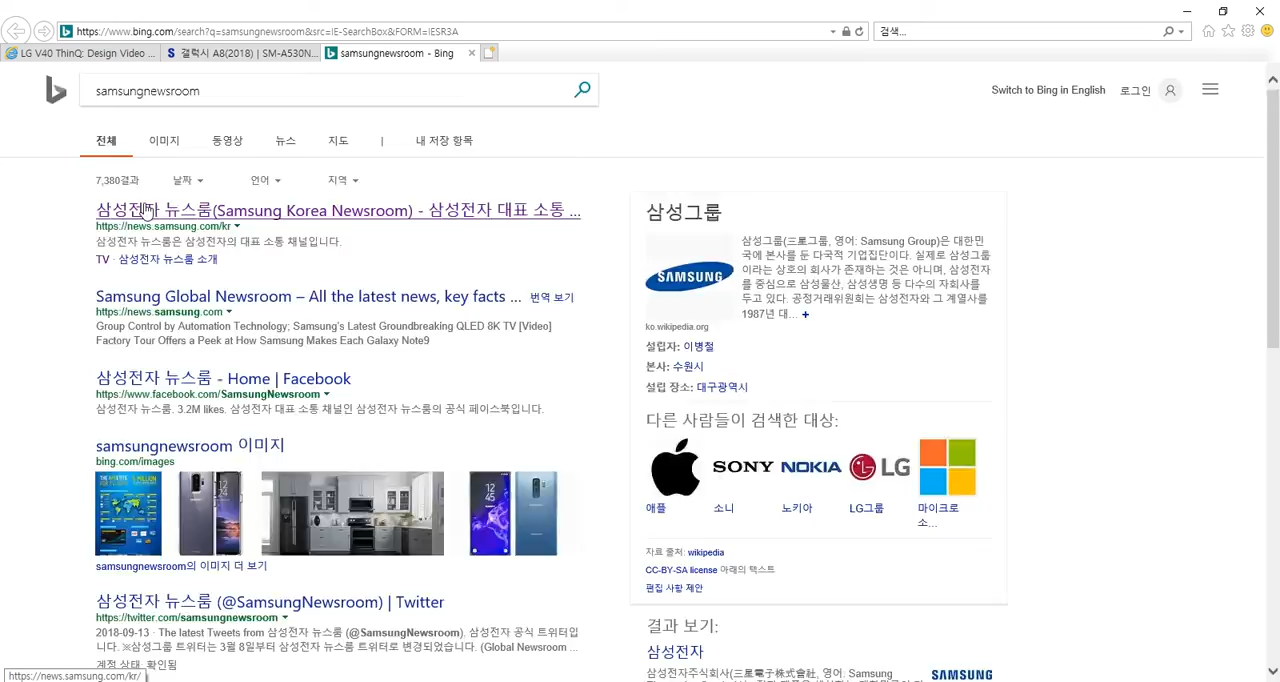 https://www.bing.com/search?q=samsungnewsroom&src=IE-SearchBox&FORM=IESR3A
검색...
LG V40 ThinQ: Design Video ...
갤럭시 A8(2018) | SM-A530N...
samsungnewsroom - Bing
samsungnewsroom
Switch to Bing in English
로그인
전체 이미지 동영상 뉴스 지도 | 내 저장 항목
7,380결과 날짜 언어 지역
삼성전자 뉴스룸(Samsung Korea Newsroom) - 삼성전자 대표 소통 ...
https://news.samsung.com/kr
삼성전자 뉴스룸은 삼성전자의 대표 소통 채널입니다.
TV · 삼성전자 뉴스룸 소개
Samsung Global Newsroom – All the latest news, key facts ... 번역 보기
https://news.samsung.com
Group Control by Automation Technology; Samsung's Latest Groundbreaking QLED 8K TV [Video]
Factory Tour Offers a Peek at How Samsung Makes Each Galaxy Note9
삼성전자 뉴스룸 - Home | Facebook
https://www.facebook.com/SamsungNewsroom
삼성전자 뉴스룸. 3.2M likes. 삼성전자 대표 소통 채널인 삼성전자 뉴스룸의 공식 페이스북입니다.
samsungnewsroom 이미지
bing.com/images
samsungnewsroom의 이미지 더 보기
삼성전자 뉴스룸 (@SamsungNewsroom) | Twitter
https://twitter.com/samsungnewsroom
2018-09-13 · The latest Tweets from 삼성전자 뉴스룸 (@SamsungNewsroom). 삼성전자 공식 트위터입
니다. ※삼성그룹 트위터는 3월 8일부터 삼성전자 뉴스룸 트위터로 변경되었습니다. (Global Newsroom ...
계정 상태: 확인됨
https://news.samsung.com/kr/
삼성그룹
SAMSUNG
삼성그룹(三星그룹, 영어: Samsung Group)은 대한민
국에 본사를 둔 다국적 기업집단이다. 실제로 삼성그룹
이라는 상호의 회사가 존재하는 것은 아니며, 삼성전자
를 중심으로 삼성물산, 삼성생명 등 다수의 자회사를
두고 있다. 공정거래위원회는 삼성전자와 그 계열사를
1987년 대... +
ko.wikipedia.org
설립자: 이병철
본사: 수원시
설립 장소: 대구광역시
다른 사람들이 검색한 대상:
SONY NOKIA LG
애플 소니 노키아 LG그룹 마이크로
소...
자료 출처: wikipedia
CC-BY-SA license 아래의 텍스트
편집 사항 제안
결과 보기:
삼성전자
삼성전자주식회사(三星電子株式會社, 영어: Samsung
SAMSUNG